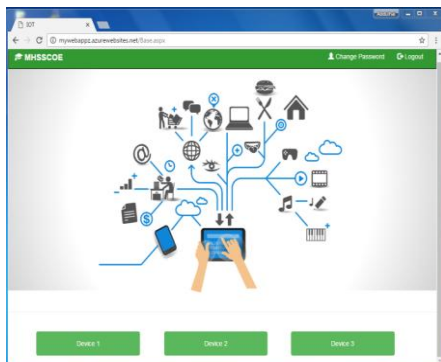 IOT
mywebappz.azurewebsites.net/Base.aspx
MHSSCOE
Change Password
Logout
@
$
Device 1
Device 2
Device 3